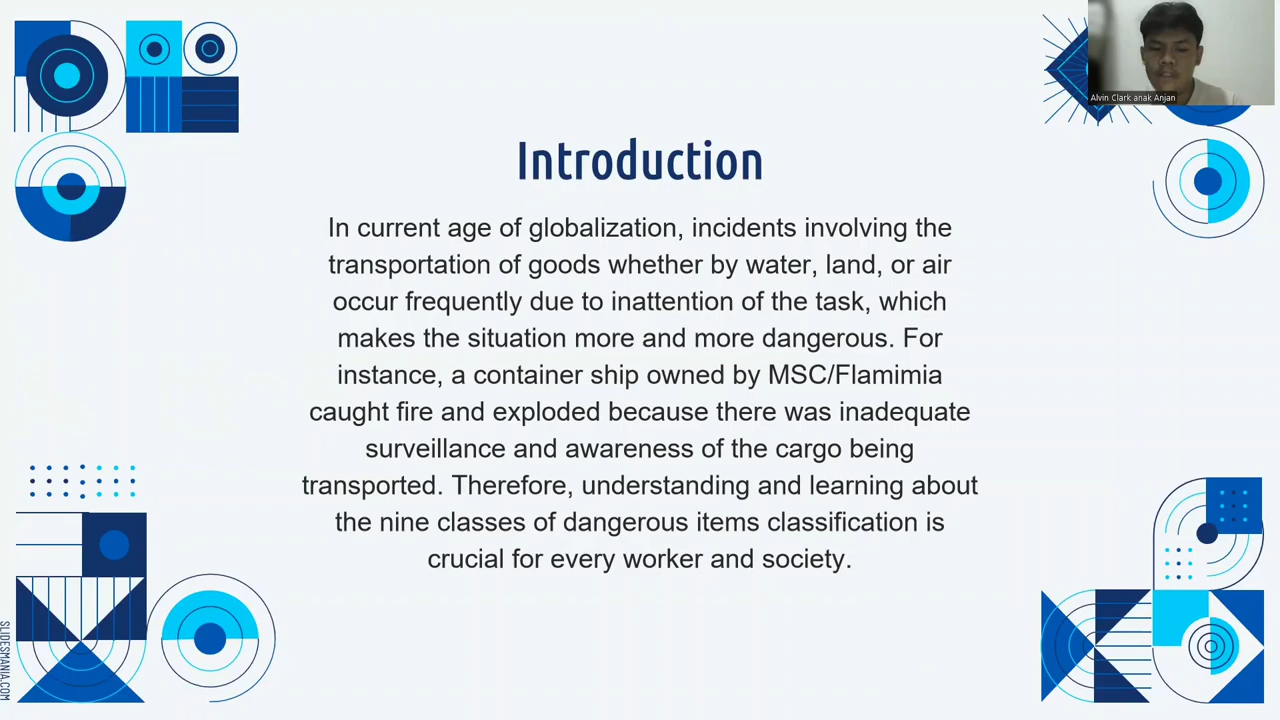 Alvin Clark anak Anjan
Introduction
In current age of globalization, incidents involving the
transportation of goods whether by water, land, or air
occur frequently due to inattention of the task, which
makes the situation more and more dangerous. For
instance, a container ship owned by MSC/Flamimia
caught fire and exploded because there was inadequate
surveillance and awareness of the cargo being
transported. Therefore, understanding and learning about
the nine classes of dangerous items classification is
crucial for every worker and society.
SLIDESMANIA.COM